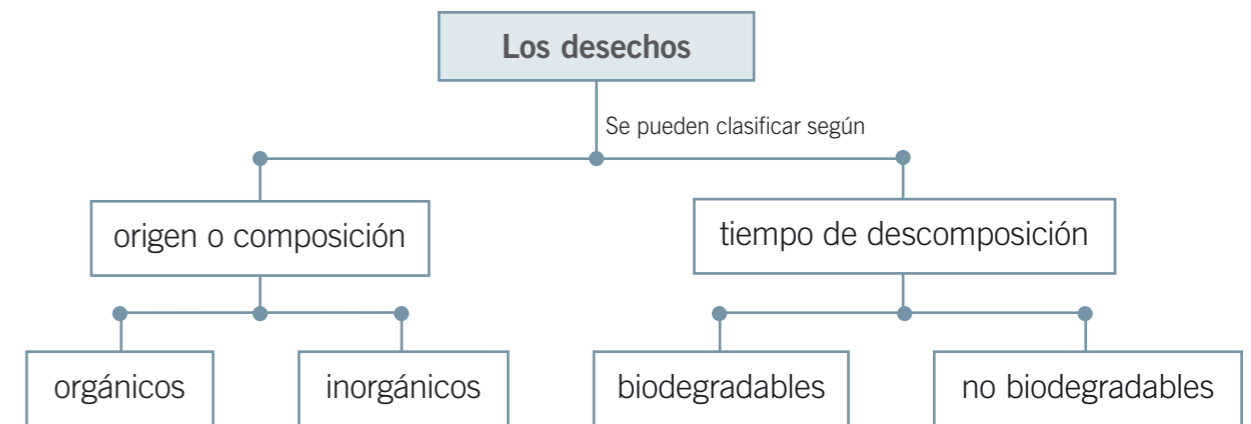 Los desechos
Se pueden clasificar según
origen o composición
tiempo de descomposición
orgánicos
inorgánicos
biodegradables
no biodegradables